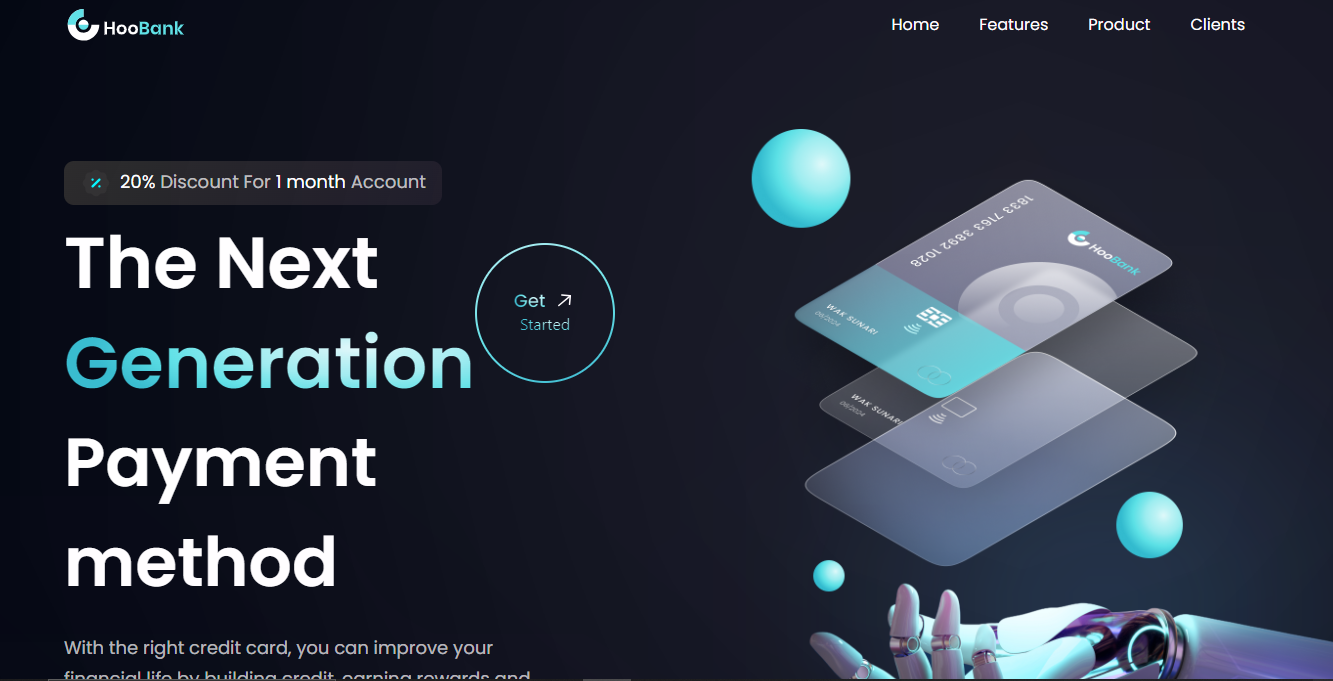 HooBank
Home Features Product Clients
20% Discount For 1 month Account
The Next
Generation
Payment
method
Get
Started
With the right credit card, you can improve your
financial life by building credit, earning rewards and
1833 7163 3892 1028
HooBank
WAK SUNARI
06/2024
WAK SUNARI
06/2024